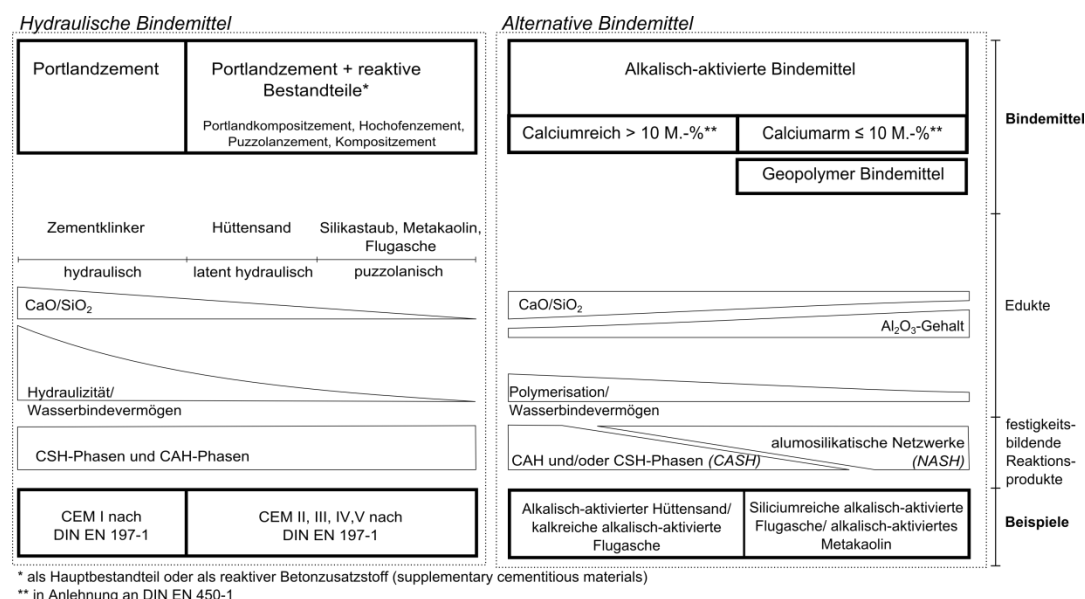 Hydraulische Bindemittel
Alternative Bindemittel
Portlandzement
Portlandzement + reaktive
Bestandteile*
Portlandkompositzement, Hochofenzement,
Puzzolanzement, Kompositzement
Alkalisch-aktivierte Bindemittel
Calciumreich > 10 M.-%**
Calciumarm ≤ 10 M.-%**
Geopolymer Bindemittel
Bindemittel
Zementklinker
Hüttensand
Silikastaub, Metakaolin,
Flugasche
hydraulisch
latent hydraulisch
puzzolanisch
CaO/SiO₂
Hydraulizität/
Wasserbindevermögen
CaO/SiO₂
Al₂O₃-Gehalt
Polymerisation/
Wasserbindevermögen
Edukte
CSH-Phasen und CAH-Phasen
CAH und/oder CSH-Phasen (CASH)
alumosilikatische Netzwerke
(NASH)
festigkeits-
bildende
Reaktions-
produkte
CEM I nach
DIN EN 197-1
CEM II, III, IV,V nach
DIN EN 197-1
Alkalisch-aktivierter Hüttensand/
kalkreiche alkalisch-aktivierte
Flugasche
Siliciumreiche alkalisch-aktivierte
Flugasche/ alkalisch-aktiviertes
Metakaolin
Beispiele
* als Hauptbestandteil oder als reaktiver Betonzusatzstoff (supplementary cementitious materials)
** in Anlehnung an DIN EN 450-1